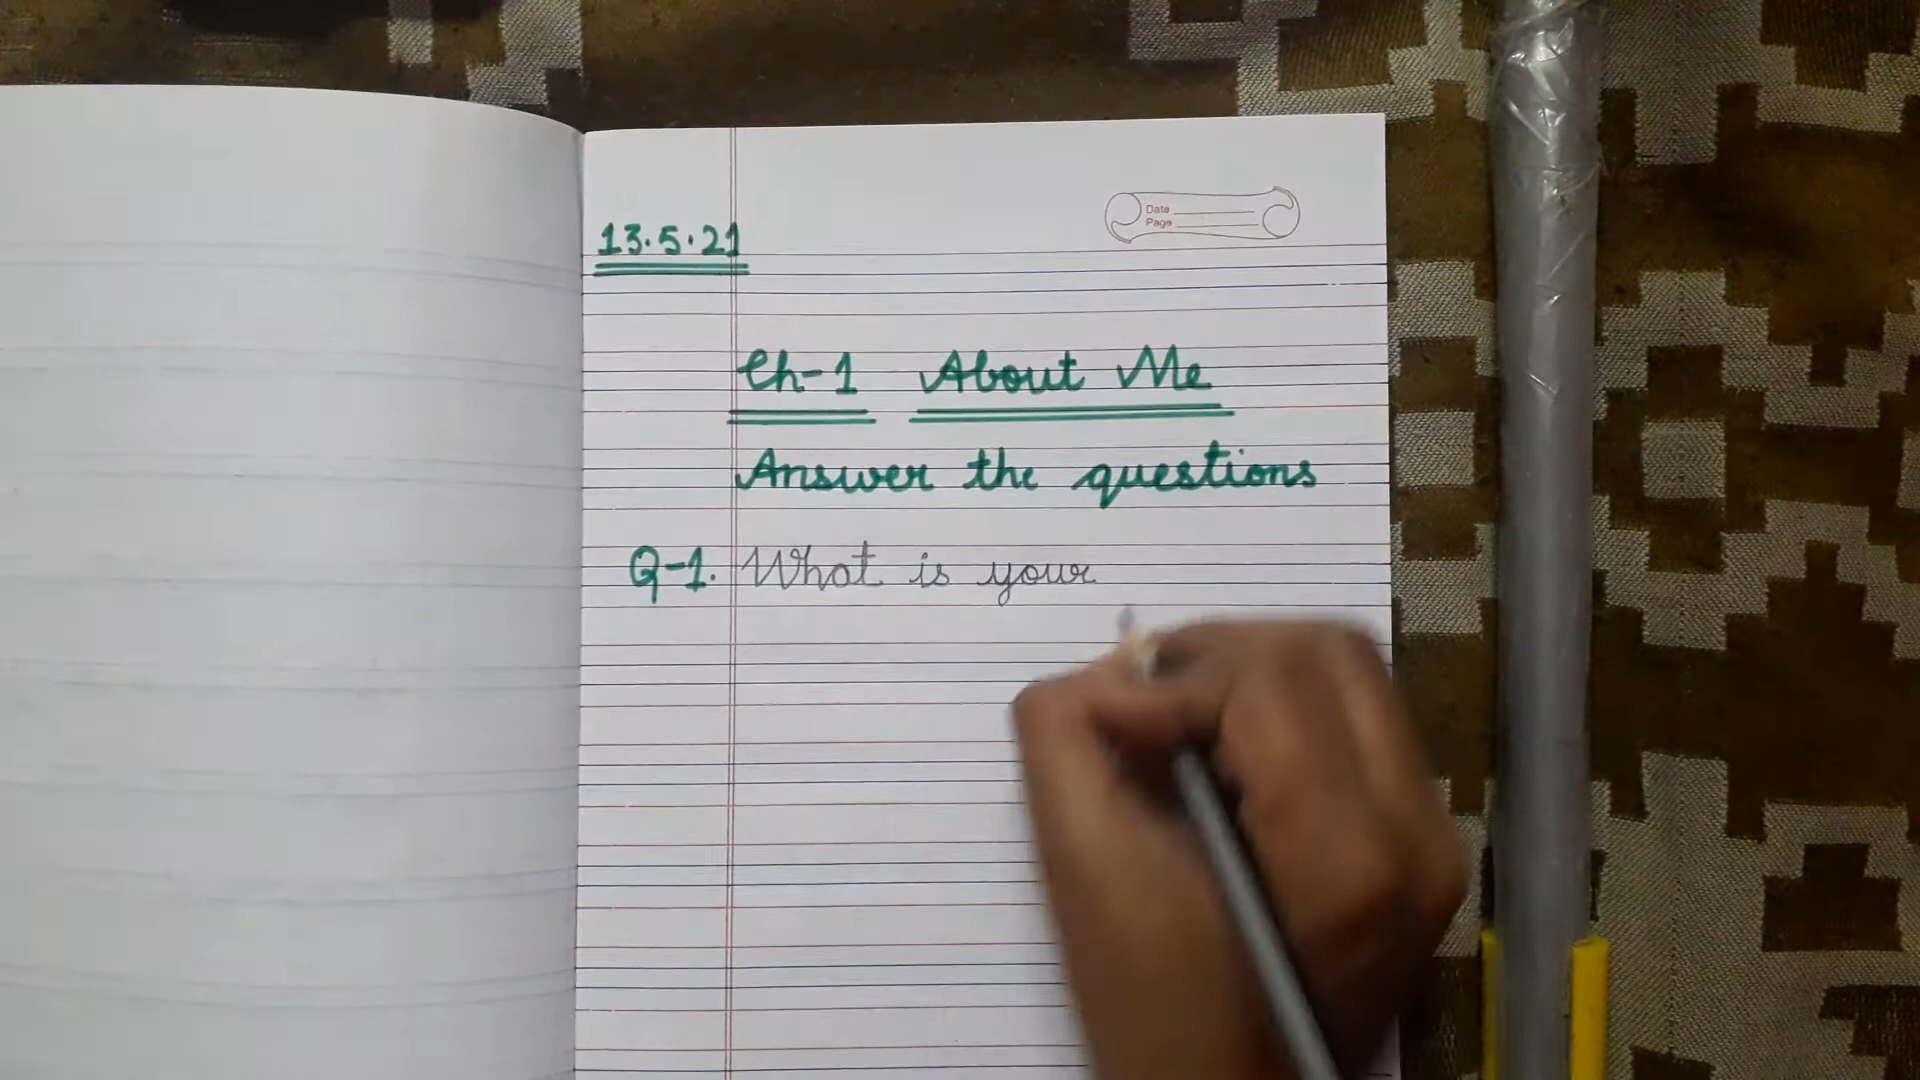 Date
Page
13.5.21
Ch-1 About Me
Answer the questions
Q-1. What is your